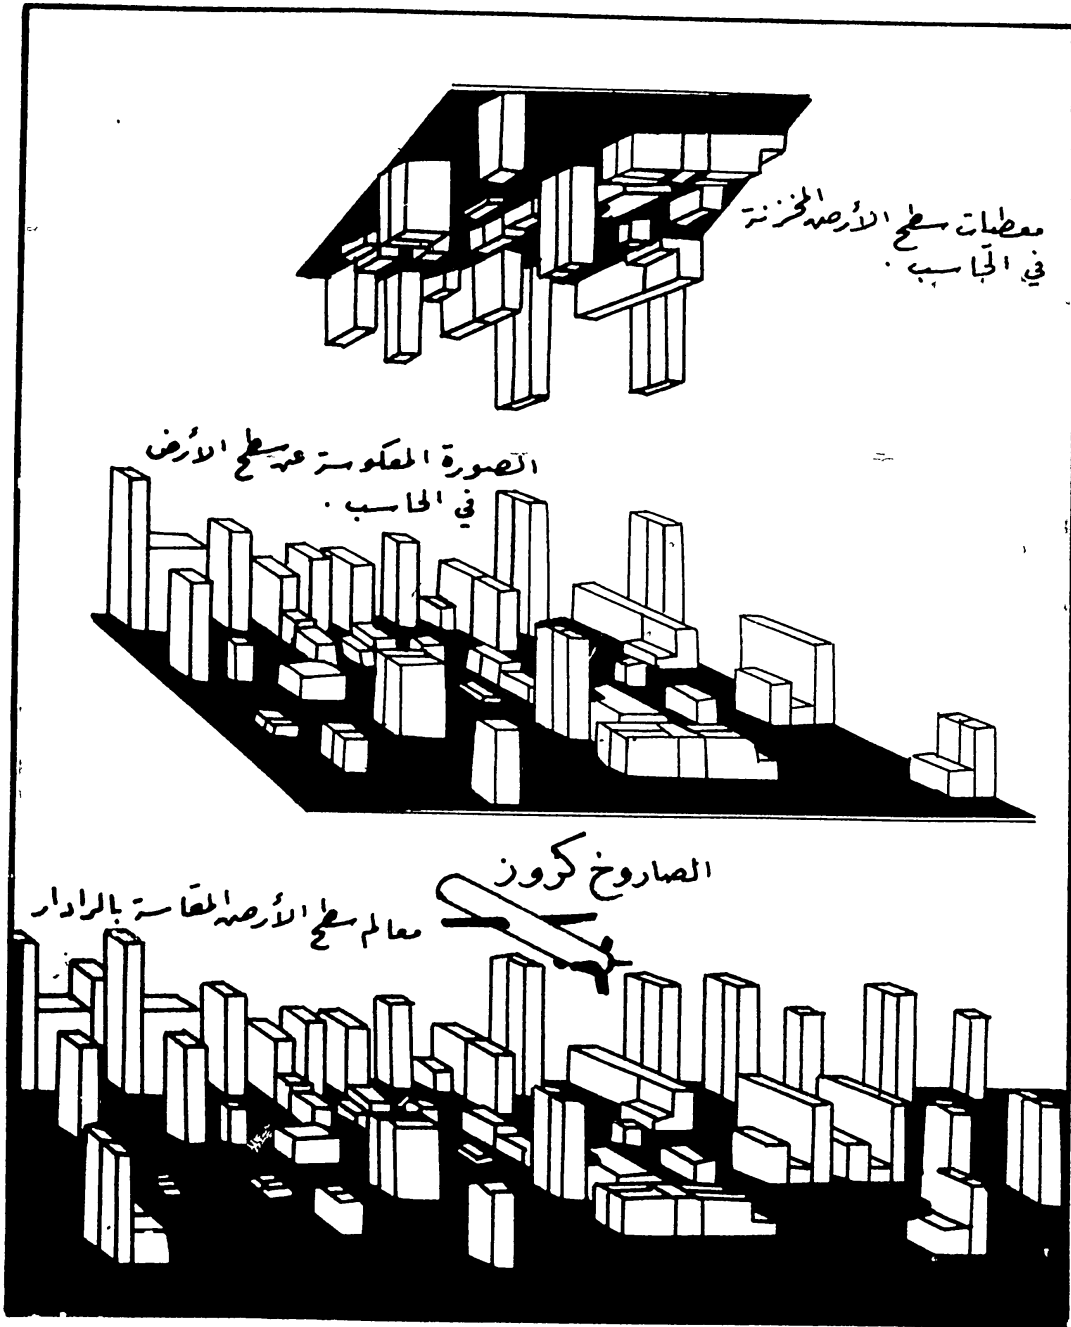 معطيات سطح الأرض المخزنة
في الحاسب .
الصورة المعكوسة عن سطح الأرض
في الحاسب .
الصاروخ كروز
معالم سطح الأرض المقاسة بالرادار